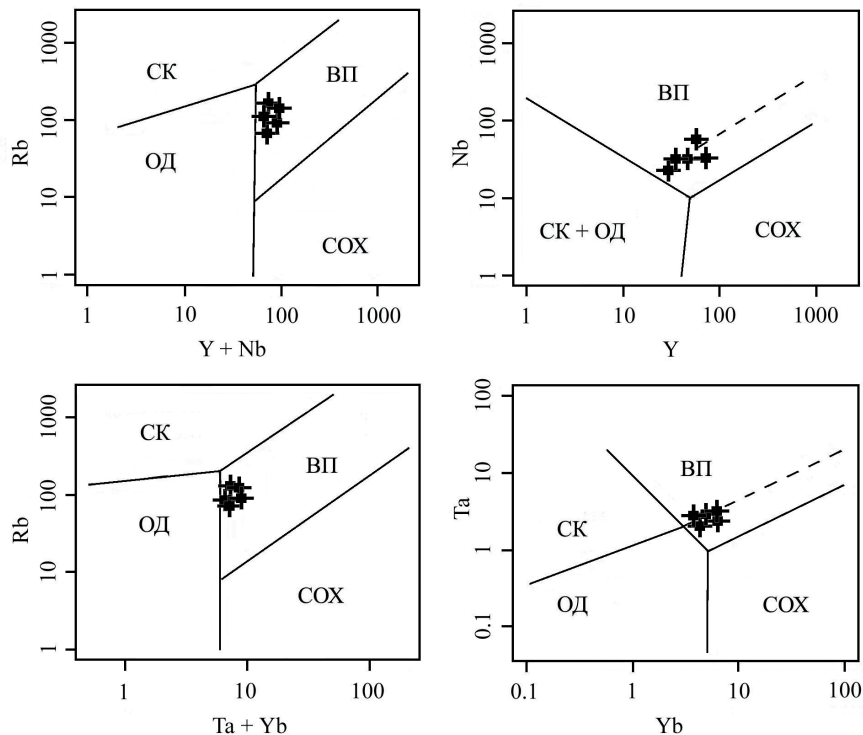 1000
100
10
1
Rb
СК
ОД
ВП
СОХ
1 10 100 1000
Y + Nb
1000
100
10
1
Nb
ВП
СК + ОД
СОХ
1 10 100 1000
Y
1000
100
10
1
Rb
СК
ОД
ВП
СОХ
1 10 100
Ta + Yb
100
10
1
0.1
Ta
ВП
СК
ОД
СОХ
0.1 1 10 100
Yb